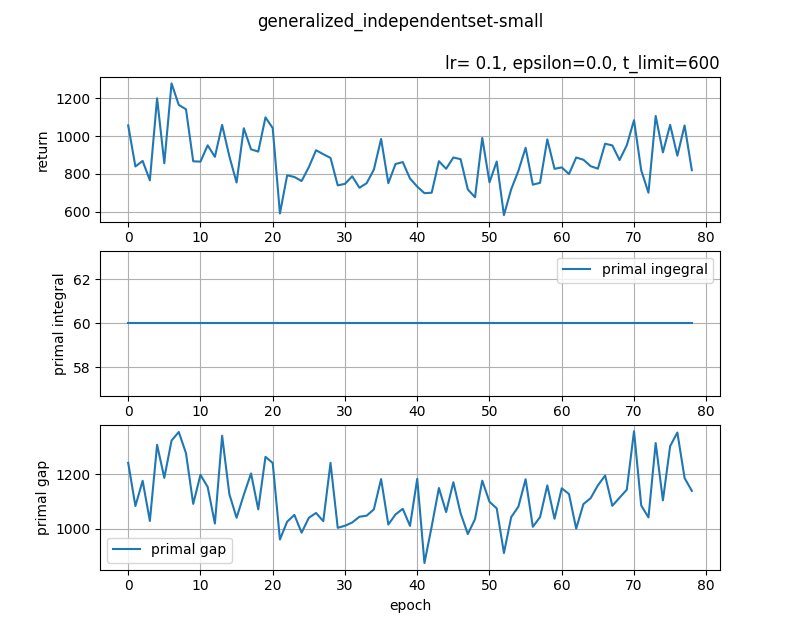 generalized_independentset-small
lr= 0.1, epsilon=0.0, t_limit=600
1200
1000
800
600
return
0 10 20 30 40 50 60 70 80
62
60
58
primal integral
primal ingegral
0 10 20 30 40 50 60 70 80
1200
1000
primal gap
primal gap
0 10 20 30 40 50 60 70 80
epoch